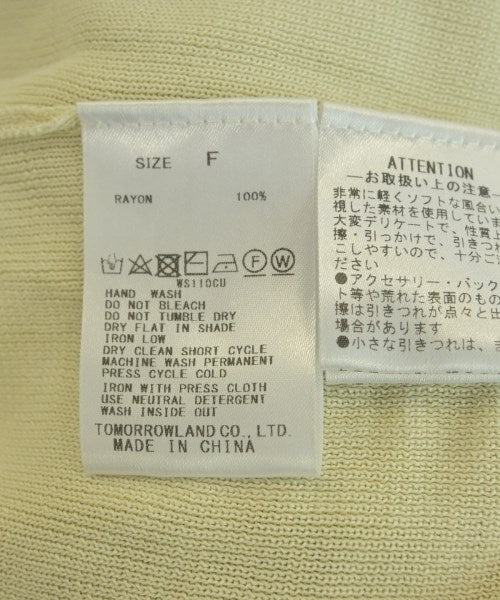 SIZE F
RAYON 100%
WS110CU
HAND WASH
DO NOT BLEACH
DO NOT TUMBLE DRY
DRY FLAT IN SHADE
IRON LOW
DRY CLEAN SHORT CYCLE
MACHINE WASH PERMANENT
PRESS CYCLE COLD
IRON WITH PRESS CLOTH
USE NEUTRAL DETERGENT
WASH INSIDE OUT
TOMORROWLAND CO., LTD.
MADE IN CHINA
ATTENTION
―お取扱い上の注意―
非常に軽くソフトな風合い
視した素材を使用していま
大変デリケートで、性質上
擦・引っかけで、引きつれ
こしやすいので、十分ご注
ださい
●アクセサリー・バック
ト等や荒れた表面のもの
擦は引きつれが点々と出
場合があります
●小さな引きつれは、ま